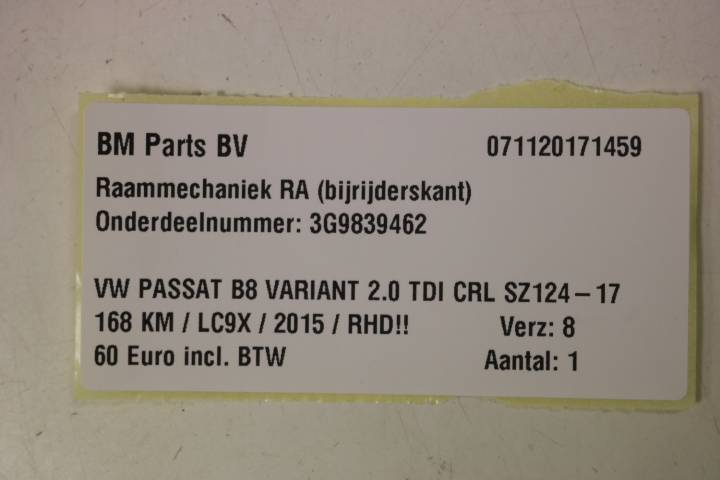 BM Parts BV 071120171459
Raammechaniek RA (bijrijderskant)
Onderdeelnummer: 3G9839462
VW PASSAT B8 VARIANT 2.0 TDI CRL SZ124-17
168 KM / LC9X / 2015 / RHD!! Verz: 8
60 Euro incl. BTW Aantal: 1